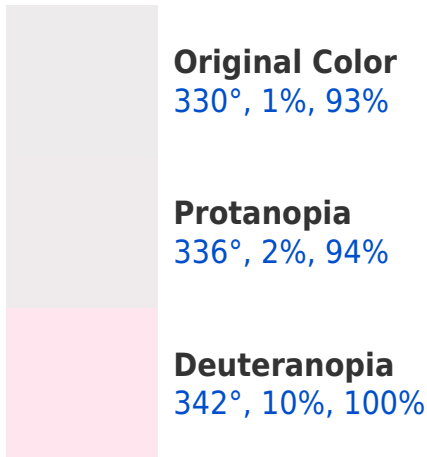 Original Color
330°, 1%, 93%
Protanopia
336°, 2%, 94%
Deuteranopia
342°, 10%, 100%